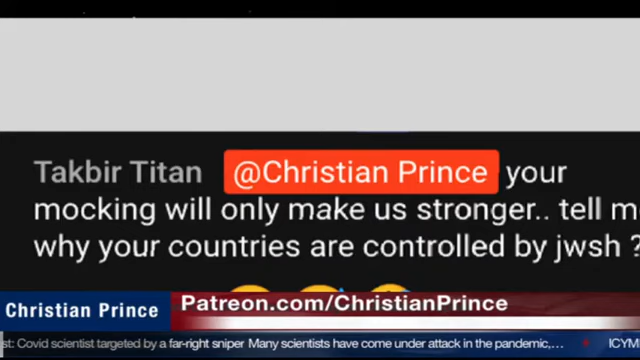 Takbir Titan @Christian Prince your
mocking will only make us stronger.. tell m
why your countries are controlled by jwsh ?
Christian Prince
Patreon.com/ChristianPrince
st: Covid scientist targeted by a far-right sniper Many scientists have come under attack in the pandemic,... ICYM